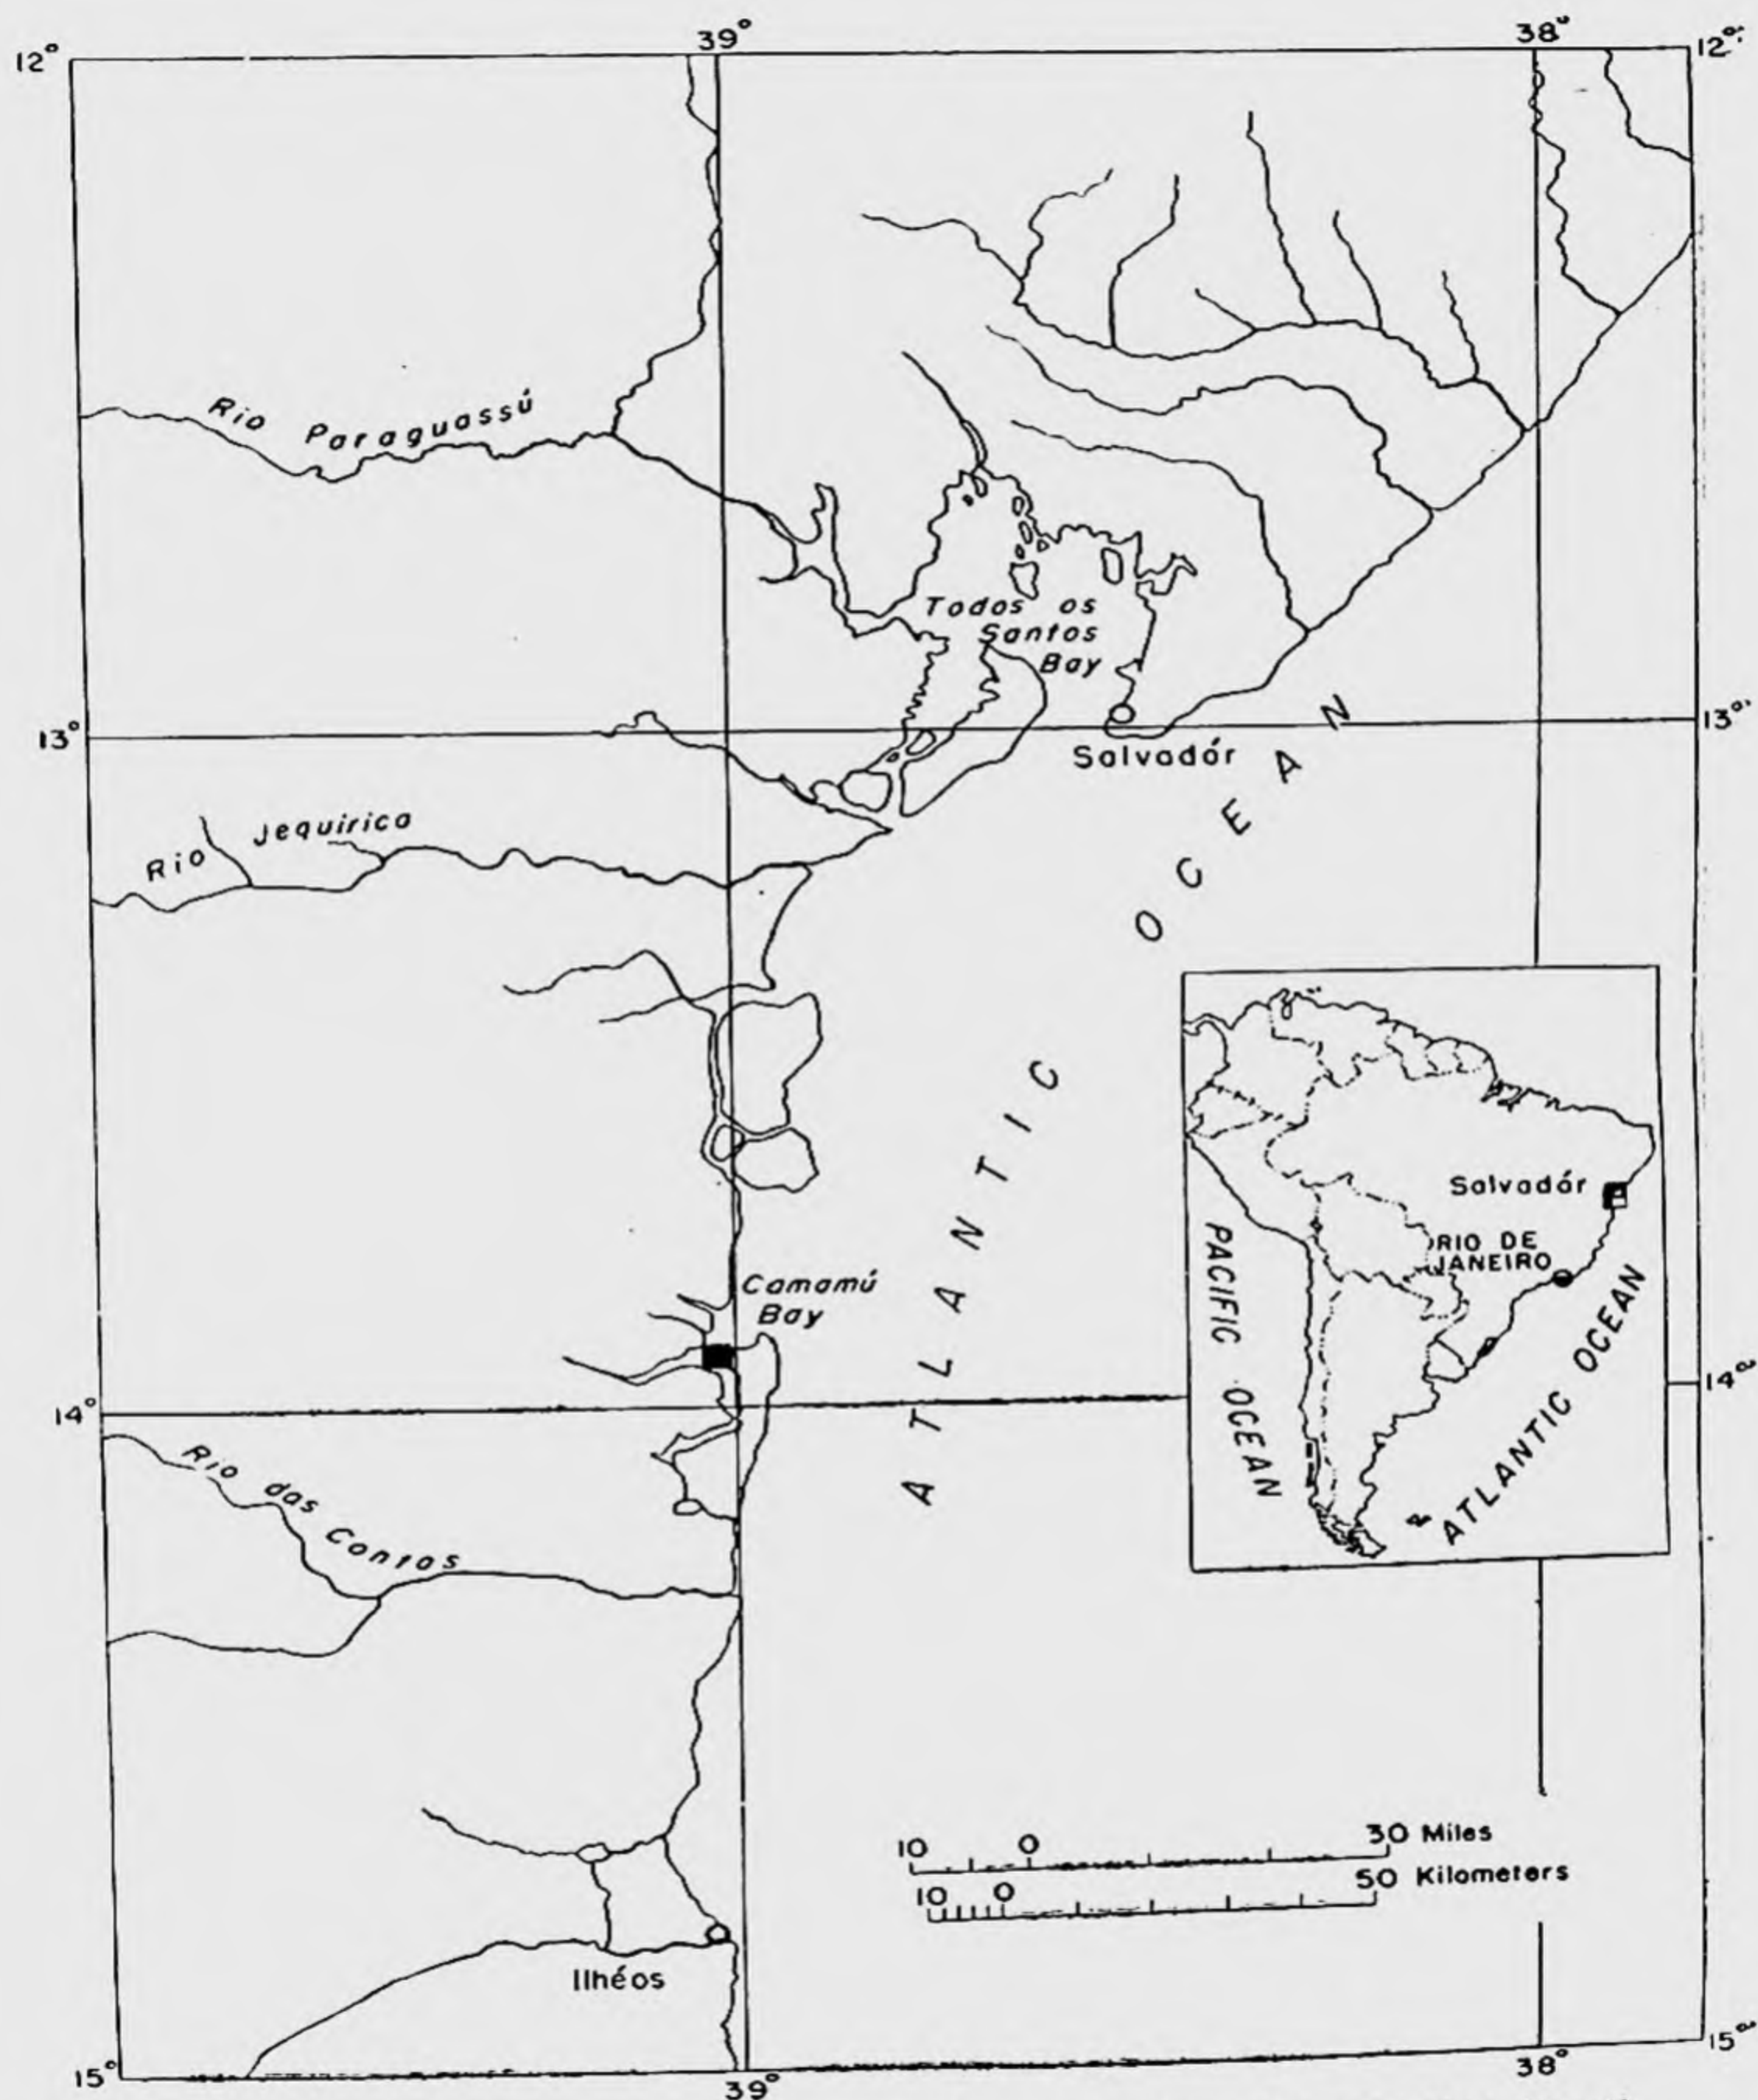 39°
38°
12°
12°
Rio Paraguassú
Todos os
Santos
Bay
13°
13°
Salvadór
Rio Jequirica
ATLANTIC OCEAN
Camamú
Bay
14°
14°
Rio das Contas
Salvadór
RIO DE
JANEIRO
PACIFIC OCEAN
ATLANTIC OCEAN
10 0 30 Miles
10 0 50 Kilometers
Ilhéos
15°
15°
39°
38°